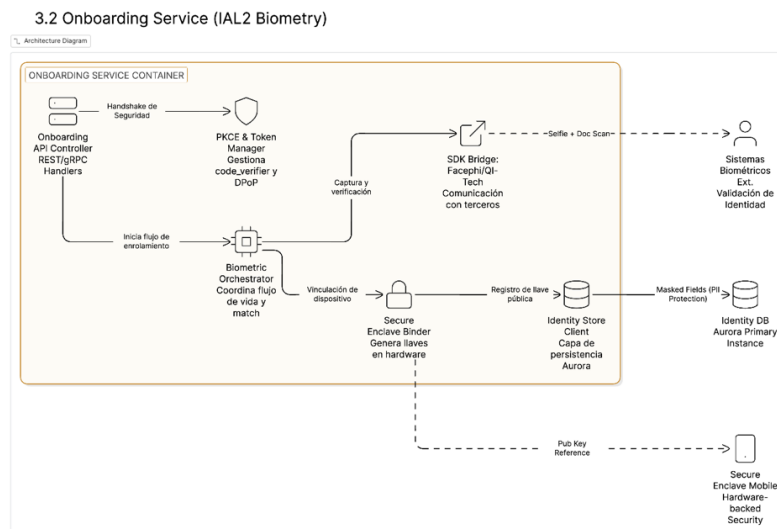 3.2 Onboarding Service (IAL2 Biometry)
Architecture Diagram
ONBOARDING SERVICE CONTAINER
Handshake de
Seguridad
Onboarding
API Controller
REST/gRPC
Handlers
PKCE & Token
Manager
Gestiona
code_verifier y
DPoP
Captura y
verificación
SDK Bridge:
Facephi/QI-
Tech
Comunicación
con terceros
Selfie + Doc Scan
Sistemas
Biométricos
Ext.
Validación de
Identidad
Inicia flujo de
enrolamiento
Biometric
Orchestrator
Coordina flujo
de vida y
match
Vinculación de
dispositivo
Secure
Enclave Binder
Genera llaves
en hardware
Registro de llave
pública
Identity Store
Client
Capa de
persistencia
Aurora
Masked Fields (PII
Protection)
Identity DB
Aurora Primary
Instance
Pub Key
Reference
Secure
Enclave Mobile
Hardware-
backed
Security